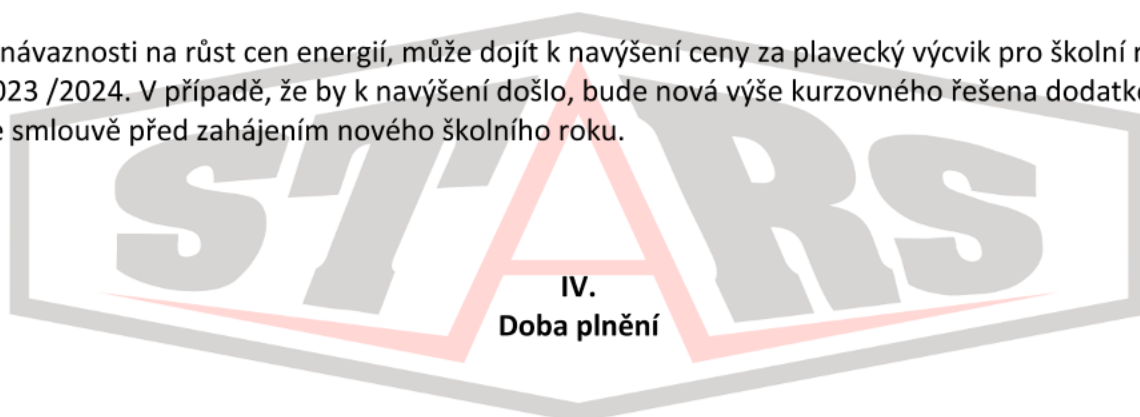 návaznosti na růst cen energií, může dojít k navýšení ceny za plavecký výcvik pro školní
023 /2024. V případě, že by k navýšení došlo, bude nová výše kurzovného řešena dodatk
smlouvě před zahájením nového školního roku.
STARS
IV.
Doba plnění